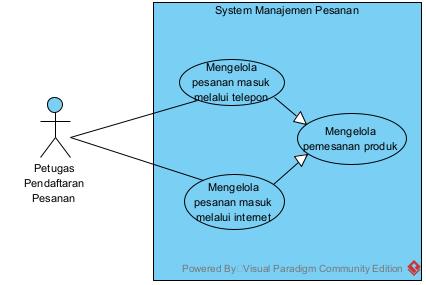 System Manajemen Pesanan
Mengelola
pesanan masuk
melalui telepon
Mengelola
pemesanan produk
Petugas
Pendaftaran
Pesanan
Mengelola
pesanan masuk
melalui internet
Powered By Visual Paradigm Community Edition